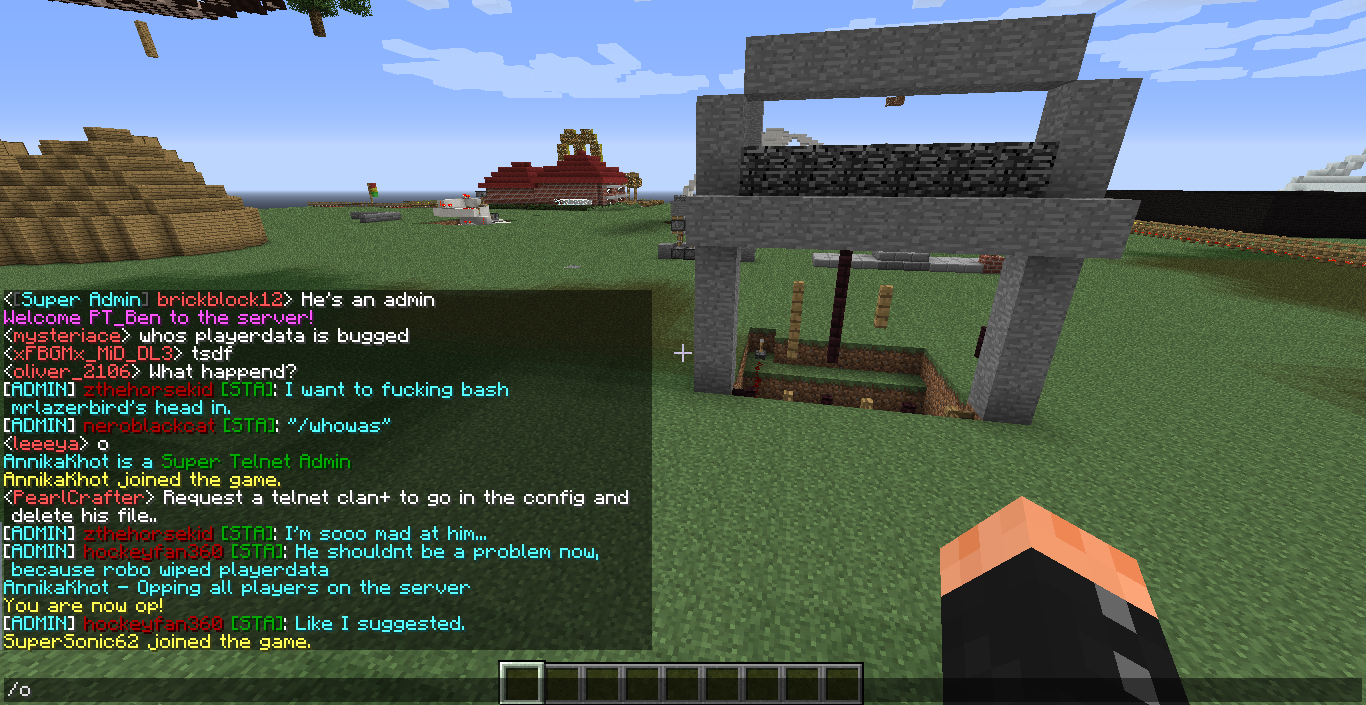 <[Super Admin] brickblock12> He's an admin
Welcome PT_Ben to the server!
<mysteriace> whos playerdata is bugged
<xFBGMx_MiD_DL3> tsdf
<oliver_2106> What happend?
[ADMIN] zthehorsekid [STA]: I want to fucking bash
mrlazerbird's head in.
[ADMIN] neroblackcat [STA]: "/whowas"
<leeeya> o
AnnikaKhot is a Super Telnet Admin
AnnikaKhot joined the game.
<PearlCrafter> Request a telnet clan+ to go in the config and
delete his file..
[ADMIN] zthehorsekid [STA]: I'm sooo mad at him...
[ADMIN] hockeyfan360 [STA]: He shouldnt be a problem now,
because robo wiped playerdata
AnnikaKhot - Opping all players on the server
You are now op!
[ADMIN] hockeyfan360 [STA]: Like I suggested.
SuperSonic62 joined the game.
/o